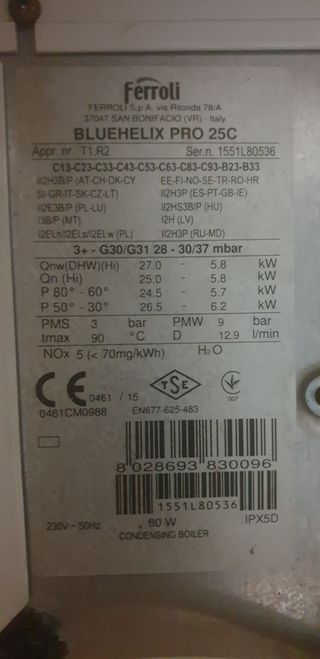 Ferroli
FERROLI S.p.A. via Ritonda 78/A
37047 SAN BONIFACIO (VR) - Italy
BLUEHELIX PRO 25C
Appr. nr. T1.R2 Ser.n. 1551L80536
C13-C23-C33-C43-C53-C63-C83-C93-B23-B33
II2H3B/P (AT-CH-DK-CY EE-FI-NO-SE-TR-RO-HR
SI-GR-IT-SK-CZ-LT) II2H3P (ES-PT-GB-IE)
II2E3B/P (PL-LU) II2HS3B/P (HU)
I3B/P (MT) I2H (LV)
I2ELn/I2ELs/I2ELw (PL) II2H3P (RU-MD)
3+ - G30/G31 28 - 30/37 mbar
Qnw(DHW)(Hi) 27.0 - 5.8 kW
Qn (Hi) 25.0 - 5.8 kW
P 80° - 60° 24.5 - 5.7 kW
P 50° - 30° 26.5 - 6.2 kW
PMS 3 bar PMW 9 bar
tmax 90 °C D 12.9 l/min
NOx 5 (< 70mg/kWh) H2O
CE 0461 / 15 TSE 007
0461CM0988 EN677-625-483
8 028693 830096
1551L80536
230V ~ 50Hz 80 W IPX5D
CONDENSING BOILER